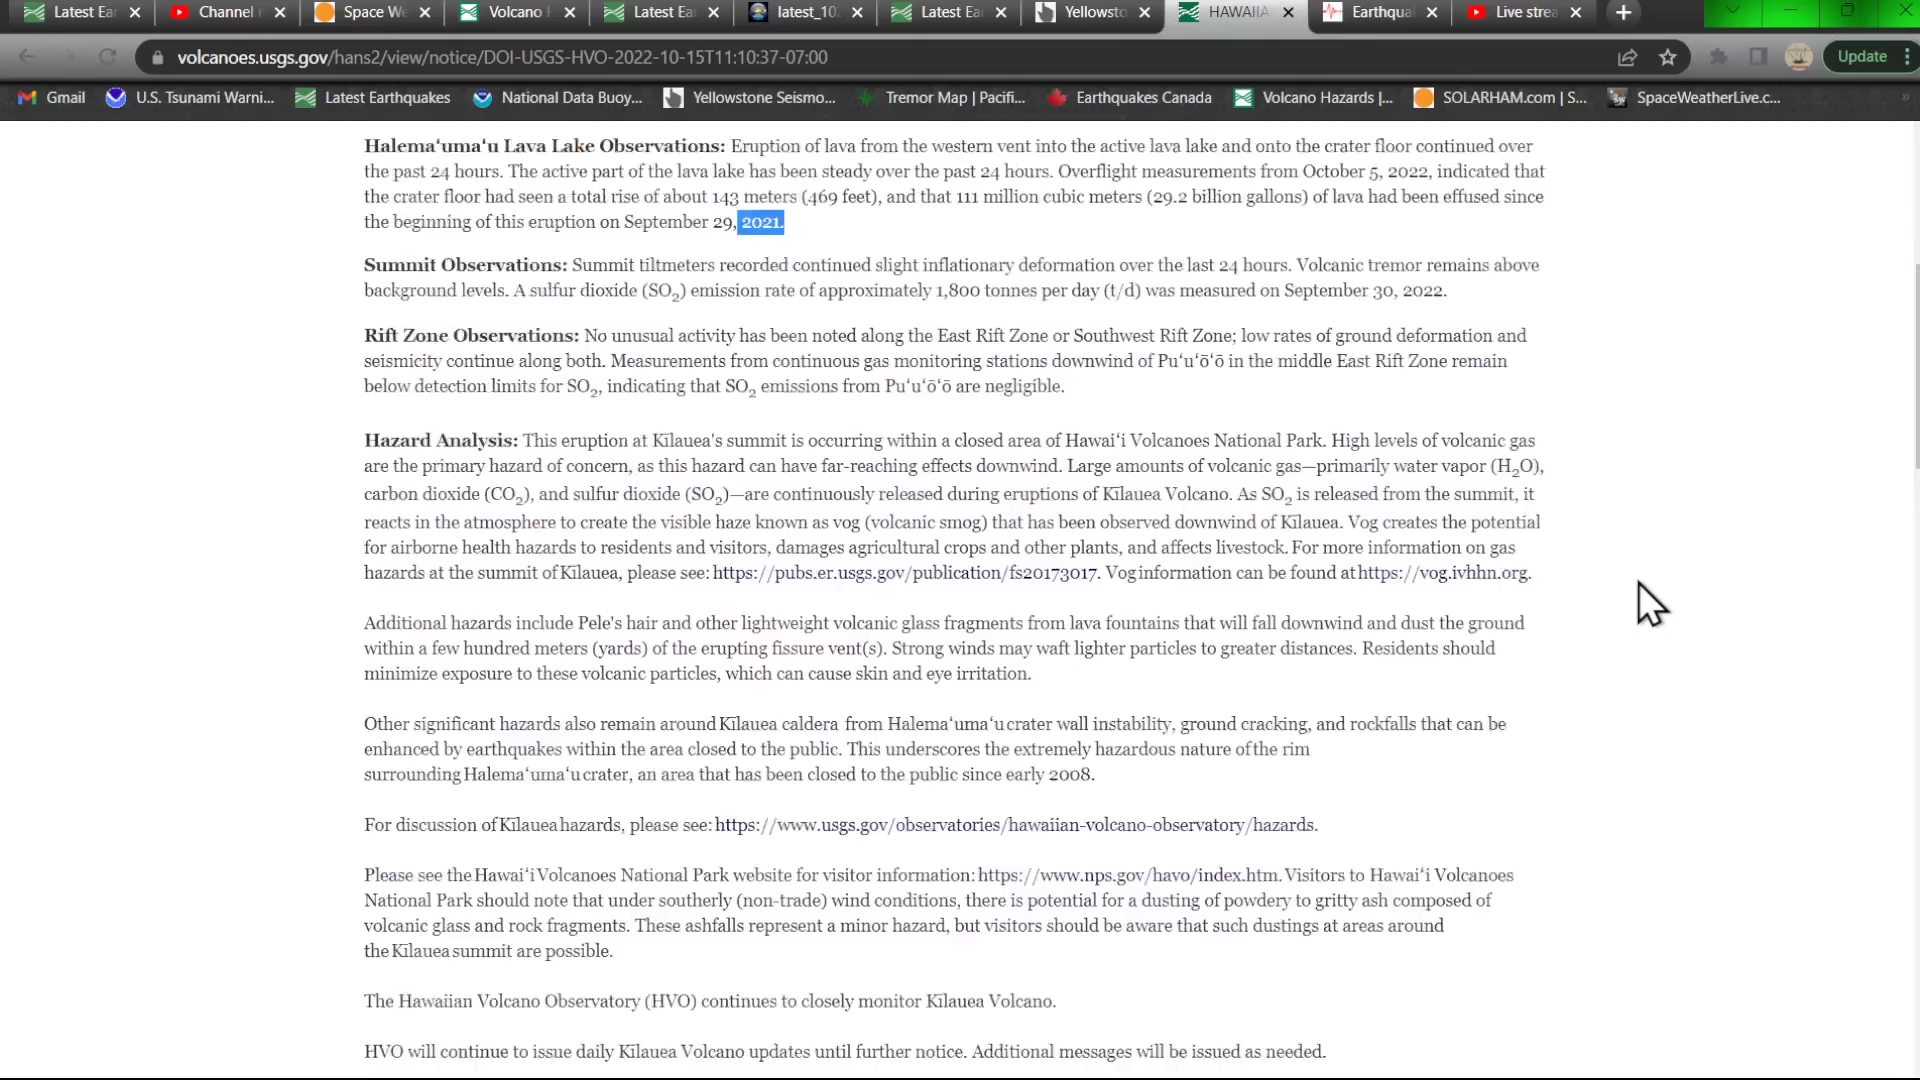 Latest Ear
Channel
Space We
Volcano H
Latest Ear
latest_10
Latest Ear
Yellowsto
HAWAIIA
Earthqua
Live strea
volcanoes.usgs.gov/hans2/view/notice/DOI-USGS-HVO-2022-10-15T11:10:37-07:00
Update
Gmail
U.S. Tsunami Warni...
Latest Earthquakes
National Data Buoy...
Yellowstone Seismo...
Tremor Map | Pacifi...
Earthquakes Canada
Volcano Hazards |...
SOLARHAM.com | S...
SpaceWeatherLive.c...
Halemaʻumaʻu Lava Lake Observations: Eruption of lava from the western vent into the active lava lake and onto the crater floor continued over
the past 24 hours. The active part of the lava lake has been steady over the past 24 hours. Overflight measurements from October 5, 2022, indicated that
the crater floor had seen a total rise of about 143 meters (469 feet), and that 111 million cubic meters (29.2 billion gallons) of lava had been effused since
the beginning of this eruption on September 29, 2021.
Summit Observations: Summit tiltmeters recorded continued slight inflationary deformation over the last 24 hours. Volcanic tremor remains above
background levels. A sulfur dioxide (SO2) emission rate of approximately 1,800 tonnes per day (t/d) was measured on September 30, 2022.
Rift Zone Observations: No unusual activity has been noted along the East Rift Zone or Southwest Rift Zone; low rates of ground deformation and
seismicity continue along both. Measurements from continuous gas monitoring stations downwind of Puʻuʻōʻō in the middle East Rift Zone remain
below detection limits for SO2, indicating that SO2 emissions from Puʻuʻōʻō are negligible.
Hazard Analysis: This eruption at Kīlauea's summit is occurring within a closed area of Hawaiʻi Volcanoes National Park. High levels of volcanic gas
are the primary hazard of concern, as this hazard can have far-reaching effects downwind. Large amounts of volcanic gas—primarily water vapor (H2O),
carbon dioxide (CO2), and sulfur dioxide (SO2)—are continuously released during eruptions of Kīlauea Volcano. As SO2 is released from the summit, it
reacts in the atmosphere to create the visible haze known as vog (volcanic smog) that has been observed downwind of Kīlauea. Vog creates the potential
for airborne health hazards to residents and visitors, damages agricultural crops and other plants, and affects livestock. For more information on gas
hazards at the summit of Kīlauea, please see: https://pubs.er.usgs.gov/publication/fs20173017. Vog information can be found at https://vog.ivhhn.org.
Additional hazards include Pele's hair and other lightweight volcanic glass fragments from lava fountains that will fall downwind and dust the ground
within a few hundred meters (yards) of the erupting fissure vent(s). Strong winds may waft lighter particles to greater distances. Residents should
minimize exposure to these volcanic particles, which can cause skin and eye irritation.
Other significant hazards also remain around Kīlauea caldera from Halemaʻumaʻu crater wall instability, ground cracking, and rockfalls that can be
enhanced by earthquakes within the area closed to the public. This underscores the extremely hazardous nature of the rim
surrounding Halemaʻumaʻu crater, an area that has been closed to the public since early 2008.
For discussion of Kīlauea hazards, please see: https://www.usgs.gov/observatories/hawaiian-volcano-observatory/hazards.
Please see the Hawaiʻi Volcanoes National Park website for visitor information: https://www.nps.gov/havo/index.htm. Visitors to Hawaiʻi Volcanoes
National Park should note that under southerly (non-trade) wind conditions, there is potential for a dusting of powdery to gritty ash composed of
volcanic glass and rock fragments. These ashfalls represent a minor hazard, but visitors should be aware that such dustings at areas around
the Kīlauea summit are possible.
The Hawaiian Volcano Observatory (HVO) continues to closely monitor Kīlauea Volcano.
HVO will continue to issue daily Kīlauea Volcano updates until further notice. Additional messages will be issued as needed.